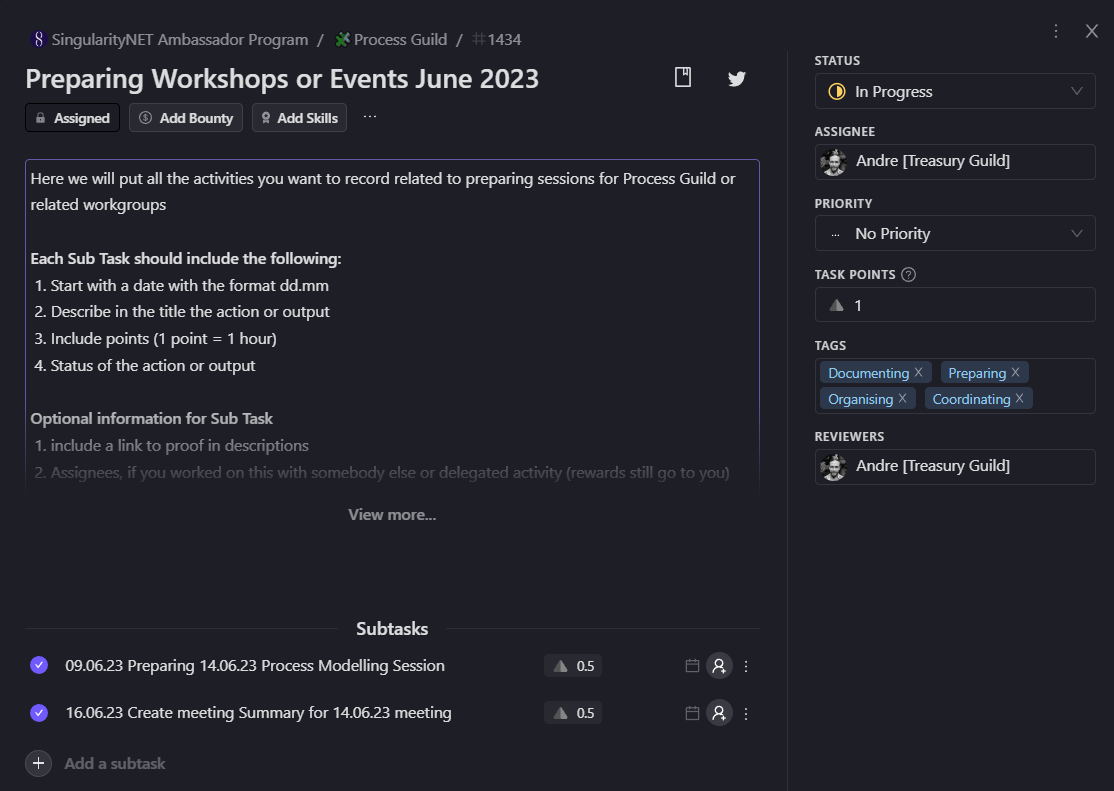 SingularityNET Ambassador Program / Process Guild / #1434
Preparing Workshops or Events June 2023
Assigned Add Bounty Add Skills ...
Here we will put all the activities you want to record related to preparing sessions for Process Guild or
related workgroups
Each Sub Task should include the following:
1. Start with a date with the format dd.mm
2. Describe in the title the action or output
3. Include points (1 point = 1 hour)
4. Status of the action or output
Optional information for Sub Task
1. include a link to proof in descriptions
2. Assignees, if you worked on this with somebody else or delegated activity (rewards still go to you)
View more...
Subtasks
09.06.23 Preparing 14.06.23 Process Modelling Session 0.5
16.06.23 Create meeting Summary for 14.06.23 meeting 0.5
Add a subtask
STATUS
In Progress
ASSIGNEE
Andre [Treasury Guild]
PRIORITY
... No Priority
TASK POINTS ?
1
TAGS
Documenting X Preparing X
Organising X Coordinating X
REVIEWERS
Andre [Treasury Guild]